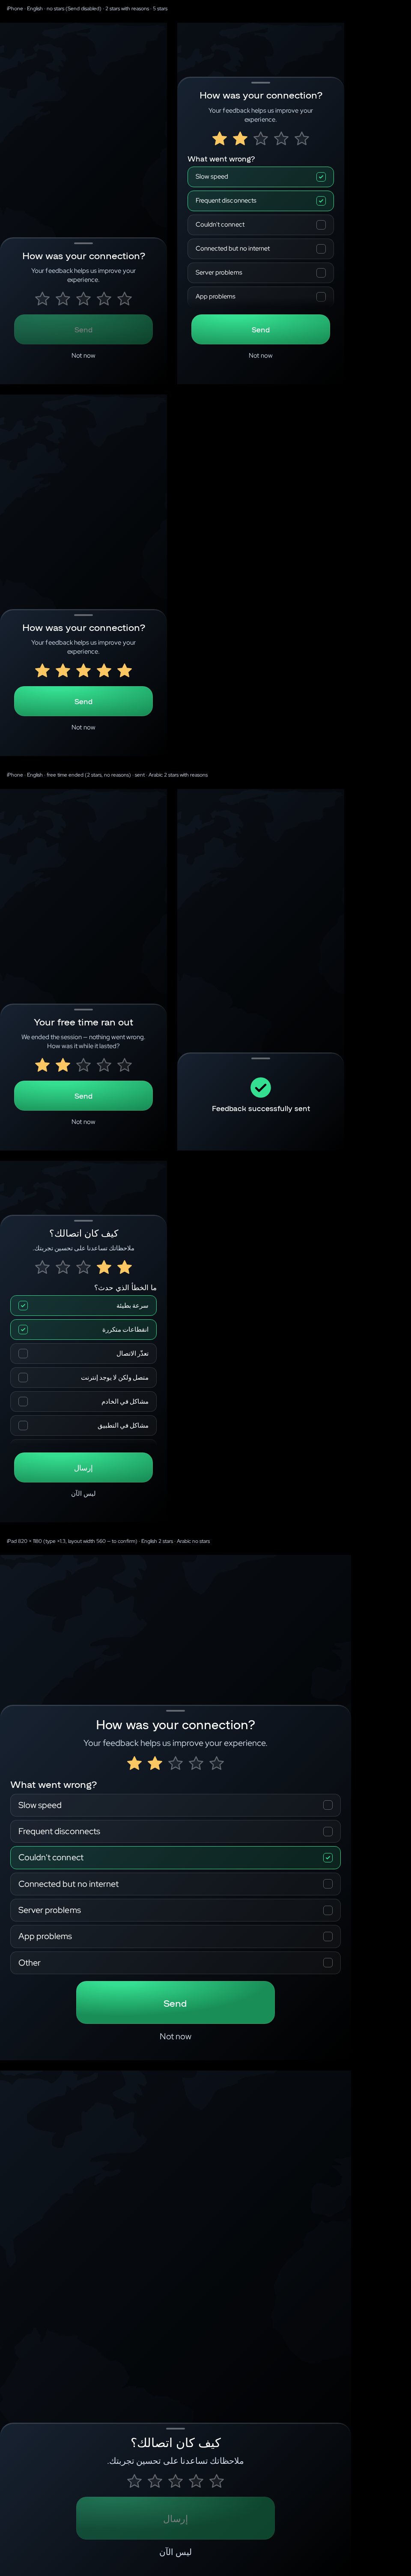 iPhone · English · no stars (Send disabled) · 2 stars with reasons · 5 stars
How was your connection?
Your feedback helps us improve your
experience.
Send
Not now
How was your connection?
Your feedback helps us improve your
experience.
What went wrong?
Slow speed
Frequent disconnects
Couldn't connect
Connected but no internet
Server problems
App problems
Send
Not now
How was your connection?
Your feedback helps us improve your
experience.
Send
Not now
iPhone · English · free time ended (2 stars, no reasons) · sent · Arabic 2 stars with reasons
Your free time ran out
We ended the session — nothing went wrong.
How was it while it lasted?
Send
Not now
Feedback successfully sent
كيف كان اتصالك؟
ملاحظاتك تساعدنا على تحسين تجربتك.
ما الخطأ الذي حدث؟
سرعة بطيئة
انقطاعات متكررة
تعذّر الاتصال
متصل ولكن لا يوجد إنترنت
مشاكل في الخادم
مشاكل في التطبيق
إرسال
ليس الآن
iPad 820 × 1180 (type ×1.3, layout width 560 — to confirm) · English 2 stars · Arabic no stars
How was your connection?
Your feedback helps us improve your experience.
What went wrong?
Slow speed
Frequent disconnects
Couldn't connect
Connected but no internet
Server problems
App problems
Other
Send
Not now
كيف كان اتصالك؟
ملاحظاتك تساعدنا على تحسين تجربتك.
إرسال
ليس الآن